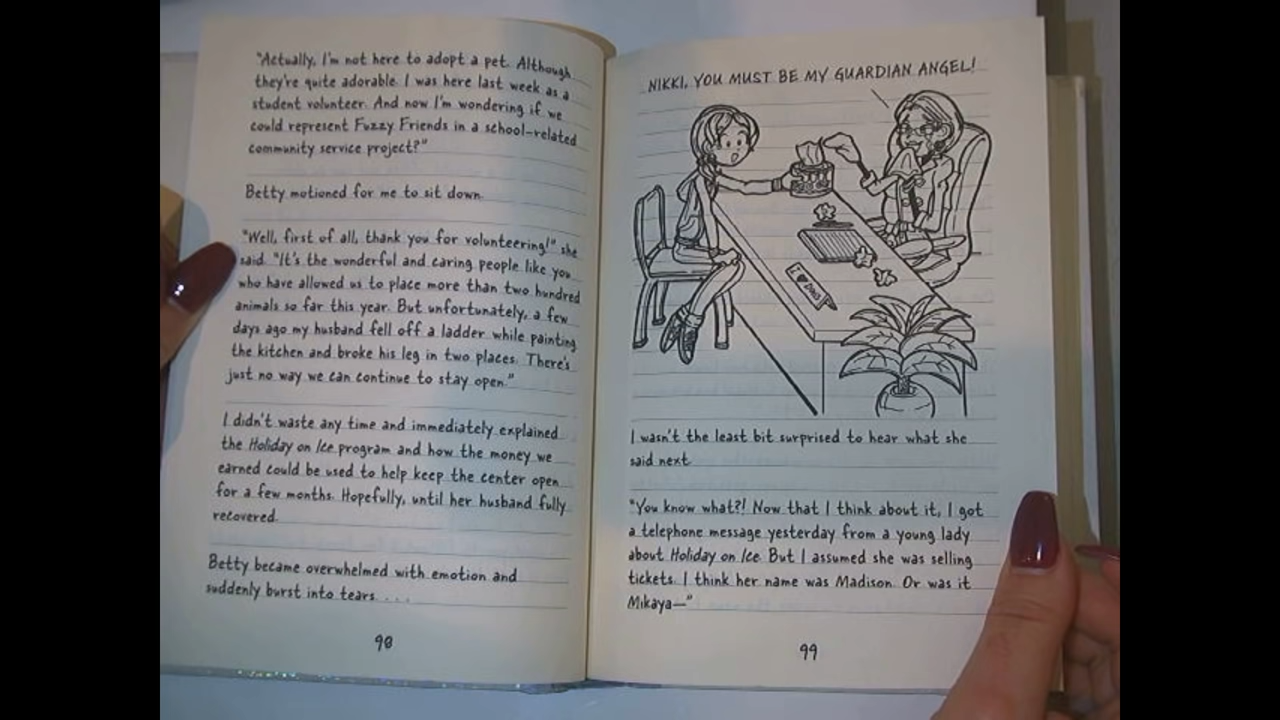 "Actually, I'm not here to adopt a pet. Although
they're quite adorable. I was here last week as a
student volunteer. And now I'm wondering if we
could represent Fuzzy Friends in a school-related
community service project?"
Betty motioned for me to sit down.
"Well, first of all, thank you for volunteering!" she
said. "It's the wonderful and caring people like you
who have allowed us to place more than two hundred
animals so far this year. But unfortunately, a few
days ago my husband fell off a ladder while painting
the kitchen and broke his leg in two places. There's
just no way we can continue to stay open."
I didn't waste any time and immediately explained
the Holiday on Ice program and how the money we
earned could be used to help keep the center open
for a few months. Hopefully, until her husband fully
recovered.
Betty became overwhelmed with emotion and
suddenly burst into tears . . . .
98
NIKKI, YOU MUST BE MY GUARDIAN ANGEL!
I ♥ DOGS
I wasn't the least bit surprised to hear what she
said next.
"You know what?! Now that I think about it, I got
a telephone message yesterday from a young lady
about Holiday on Ice. But I assumed she was selling
tickets. I think her name was Madison. Or was it
Mikaya—"
99